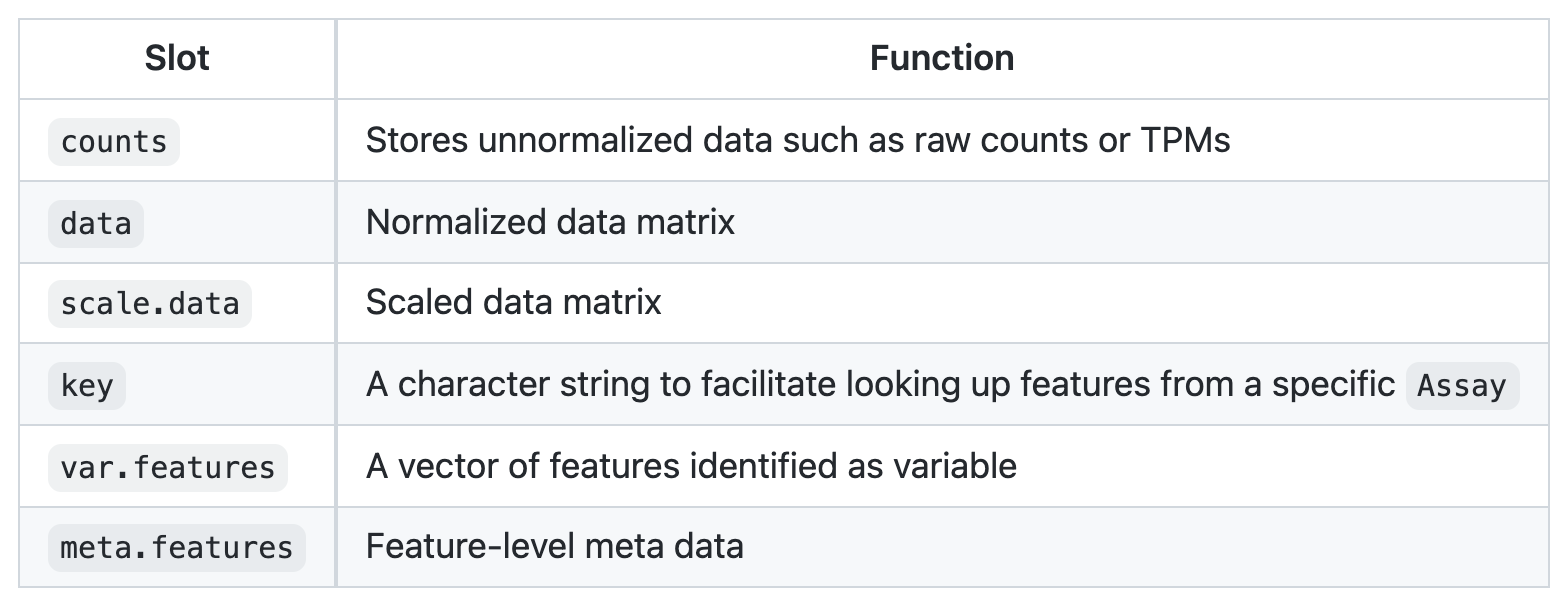 Slot Function
counts Stores unnormalized data such as raw counts or TPMs
data Normalized data matrix
scale.data Scaled data matrix
key A character string to facilitate looking up features from a specific Assay
var.features A vector of features identified as variable
meta.features Feature-level meta data